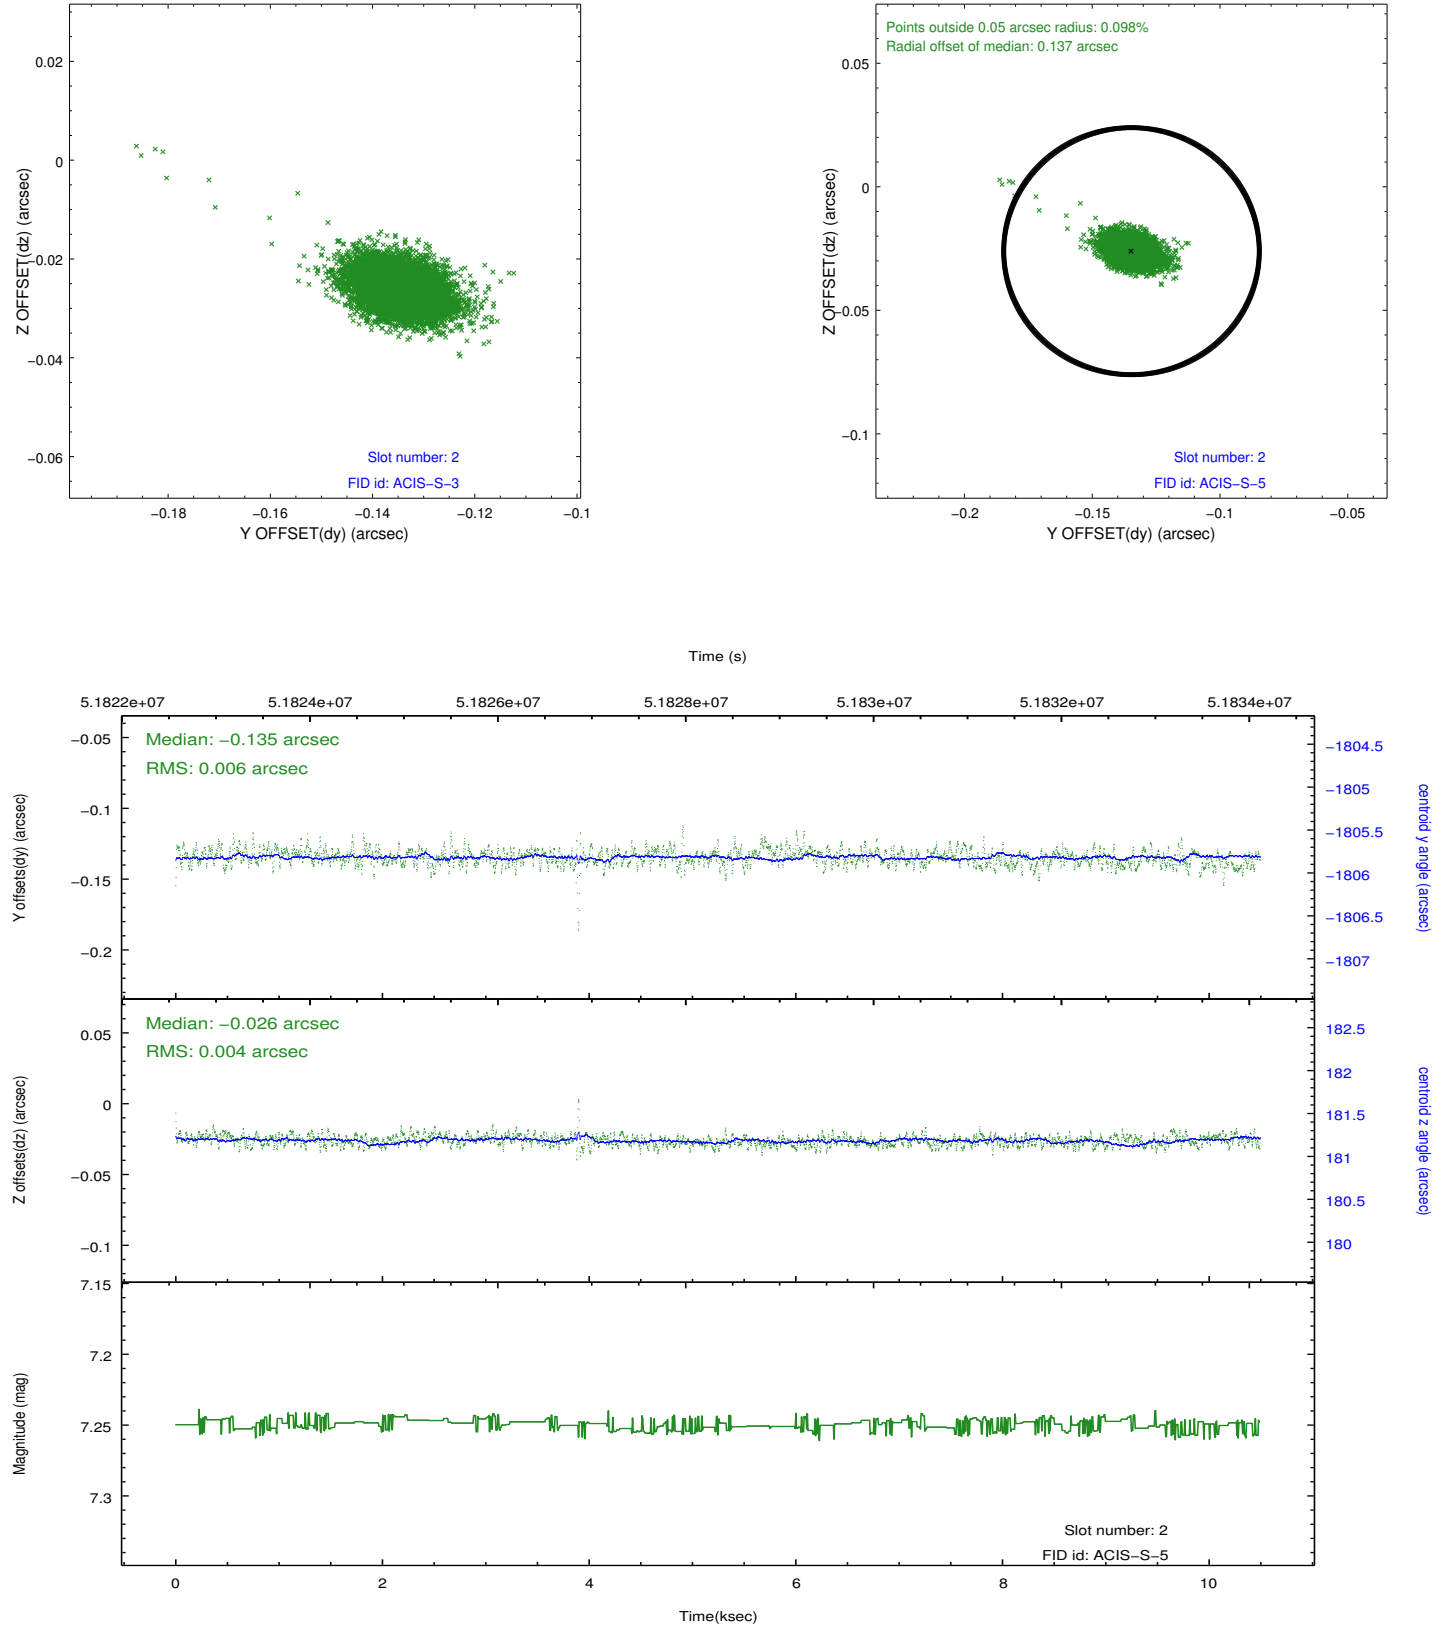 0.02
0
−0.02
−0.04
−0.06
Z OFFSET(dz) (arcsec)
Slot number: 2
FID id: ACIS−S−3
−0.18
−0.16
−0.14
−0.12
−0.1
Y OFFSET(dy) (arcsec)
Points outside 0.05 arcsec radius: 0.098%
Radial offset of median: 0.137 arcsec
0.05
0
−0.05
−0.1
Z OFFSET(dz) (arcsec)
Slot number: 2
FID id: ACIS−S−5
−0.2
−0.15
−0.1
−0.05
Y OFFSET(dy) (arcsec)
Time (s)
5.1822e+07
5.1824e+07
5.1826e+07
5.1828e+07
5.183e+07
5.1832e+07
5.1834e+07
Median: −0.135 arcsec
RMS: 0.006 arcsec
−0.05
−0.1
−0.15
−0.2
Y offsets(dy) (arcsec)
−1804.5
−1805
−1805.5
−1806
−1806.5
−1807
centroid y angle (arcsec)
Median: −0.026 arcsec
RMS: 0.004 arcsec
0.05
0
−0.05
−0.1
Z offsets(dz) (arcsec)
182.5
182
181.5
181
180.5
180
centroid z angle (arcsec)
7.15
7.2
7.25
7.3
Magnitude (mag)
Slot number: 2
FID id: ACIS−S−5
0
2
4
6
8
10
Time(ksec)